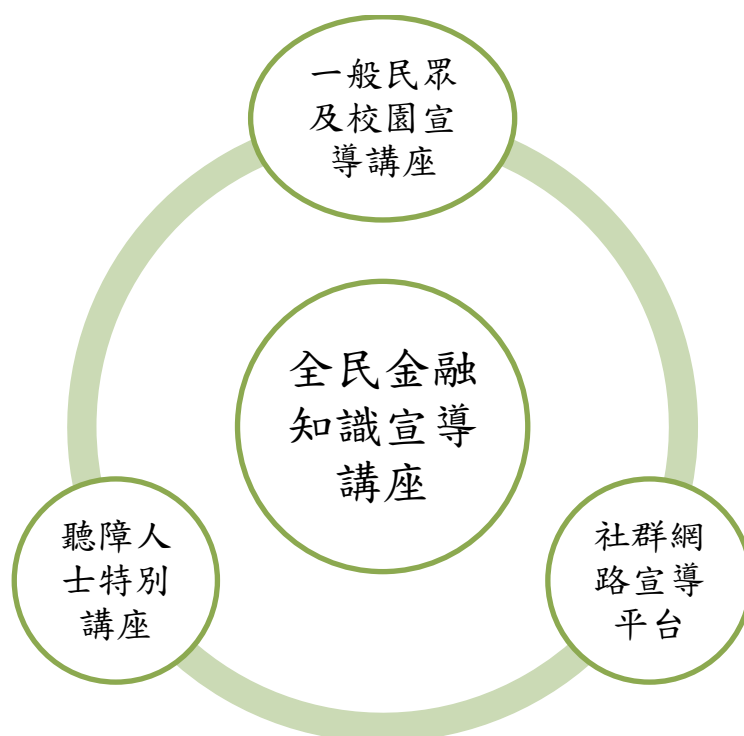 一般民眾
及校園宣
導講座
全民金融
知識宣導
講座
聽障人
士特別
講座
社群網
路宣導
平台